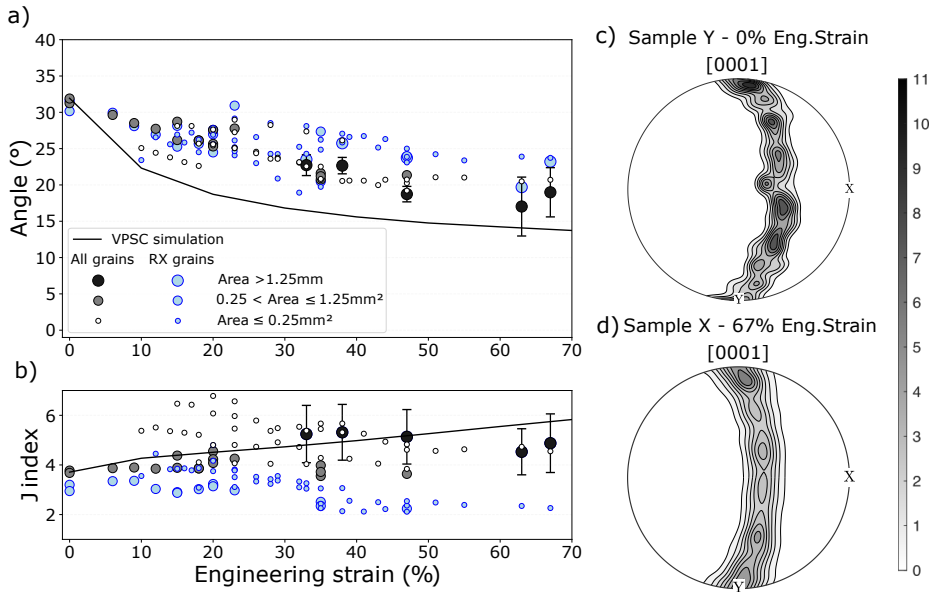 a)
40
35
30
25
20
15
10
5
0
Angle (º)
VPSC simulation
All grains RX grains
Area >1.25mm
0.25 < Area ≤ 1.25mm²
Area ≤ 0.25mm²
0 10 20 30 40 50 60 70
b)
6
4
2
J index
0 10 20 30 40 50 60 70
Engineering strain (%)
c) Sample Y - 0% Eng.Strain
[0001]
X
Y
d) Sample X - 67% Eng.Strain
[0001]
X
Y
11
10
9
8
7
6
5
4
3
2
1
0